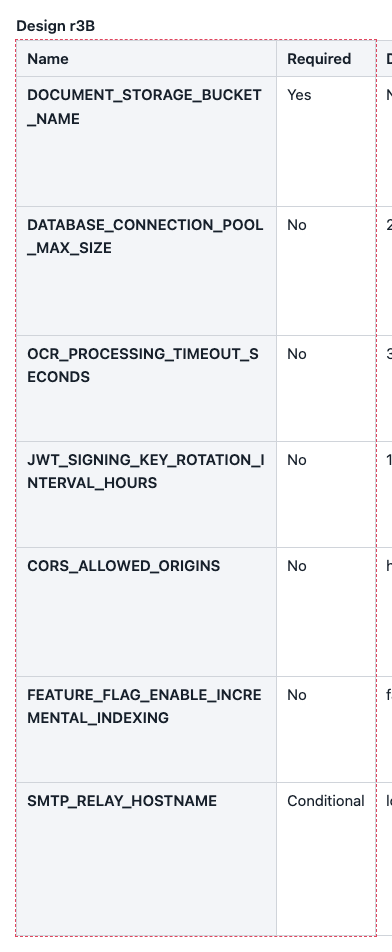 Design r3B
Name Required D
DOCUMENT_STORAGE_BUCKET Yes N
_NAME
DATABASE_CONNECTION_POOL No 2
_MAX_SIZE
OCR_PROCESSING_TIMEOUT_S No 3
ECONDS
JWT_SIGNING_KEY_ROTATION_I No 1
NTERVAL_HOURS
CORS_ALLOWED_ORIGINS No h
FEATURE_FLAG_ENABLE_INCRE No f
MENTAL_INDEXING
SMTP_RELAY_HOSTNAME Conditional l